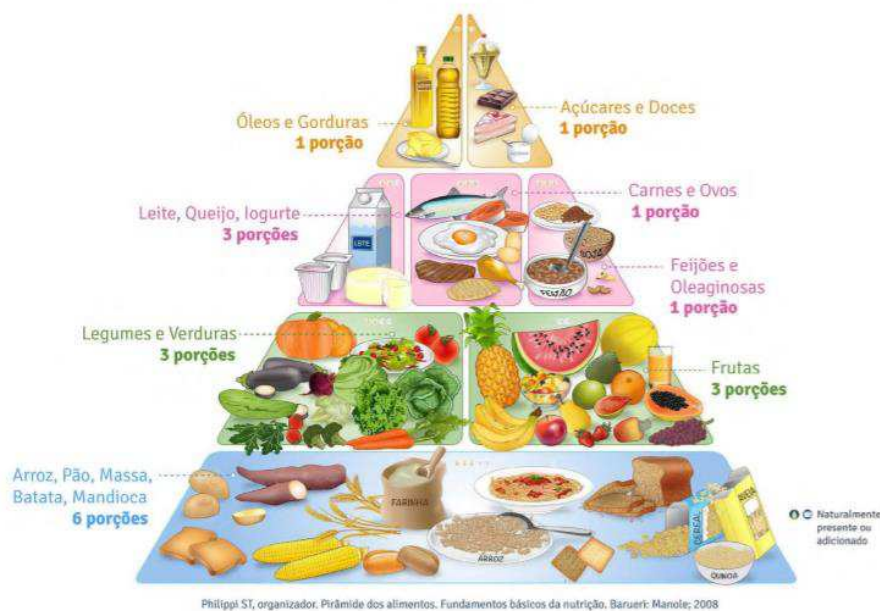 Óleos e Gorduras
1 porção
Açúcares e Doces
1 porção
Leite, Queijo, Iogurte
3 porções
LEITE
Carnes e Ovos
1 porção
SOJA
FEIJÃO
Feijões e
Oleaginosas
1 porção
Legumes e Verduras
3 porções
Frutas
3 porções
Arroz, Pão, Massa,
Batata, Mandioca
6 porções
FARINHA
ARROZ
CEREAL
QUINOA
Naturalmente
presente ou
adicionado
Philippi ST, organizador. Pirâmide dos alimentos. Fundamentos básicos da nutrição. Barueri: Manole; 2008